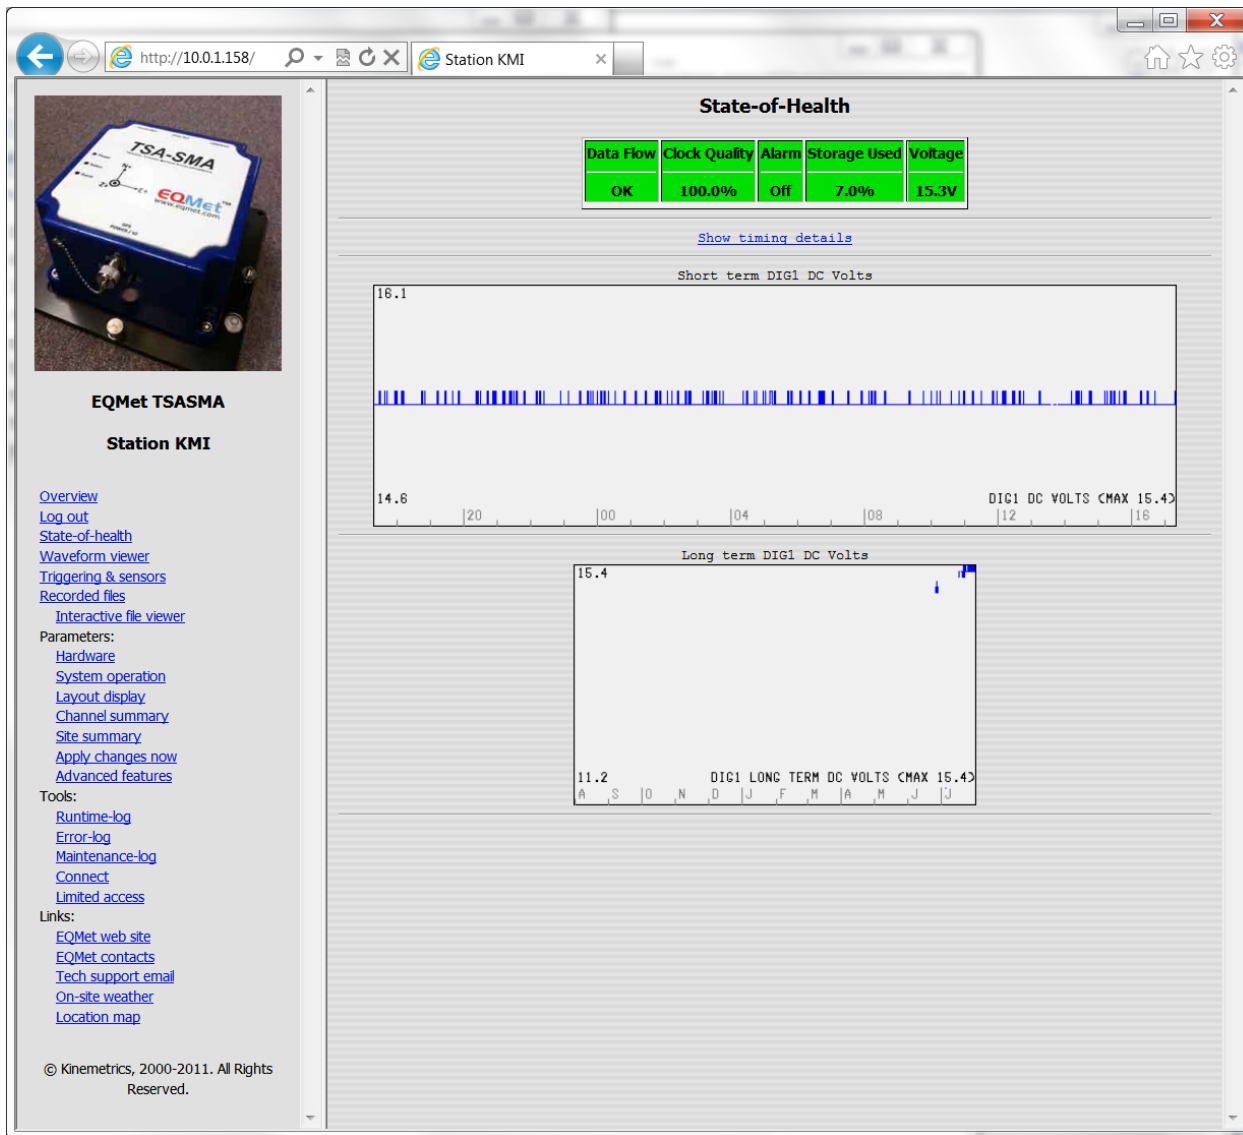 http://10.0.1.158/
Station KMI
TSA-SMA
N+
Z+
E+
EQMet™
www.eqmet.com
GPS
POWER / IO
EQMet TSASMA
Station KMI
Overview
Log out
State-of-health
Waveform viewer
Triggering & sensors
Recorded files
Interactive file viewer
Parameters:
Hardware
System operation
Layout display
Channel summary
Site summary
Apply changes now
Advanced features
Tools:
Runtime-log
Error-log
Maintenance-log
Connect
Limited access
Links:
EQMet web site
EQMet contacts
Tech support email
On-site weather
Location map
© Kinemetrics, 2000-2011. All Rights
Reserved.
State-of-Health
Data Flow Clock Quality Alarm Storage Used Voltage
OK 100.0% Off 7.0% 15.3V
Show timing details
Short term DIG1 DC Volts
16.1
14.6 DIG1 DC VOLTS (MAX 15.4)
20 00 04 08 12 16
Long term DIG1 DC Volts
15.4
11.2 DIG1 LONG TERM DC VOLTS (MAX 15.4)
A S O N D J F M A M J J